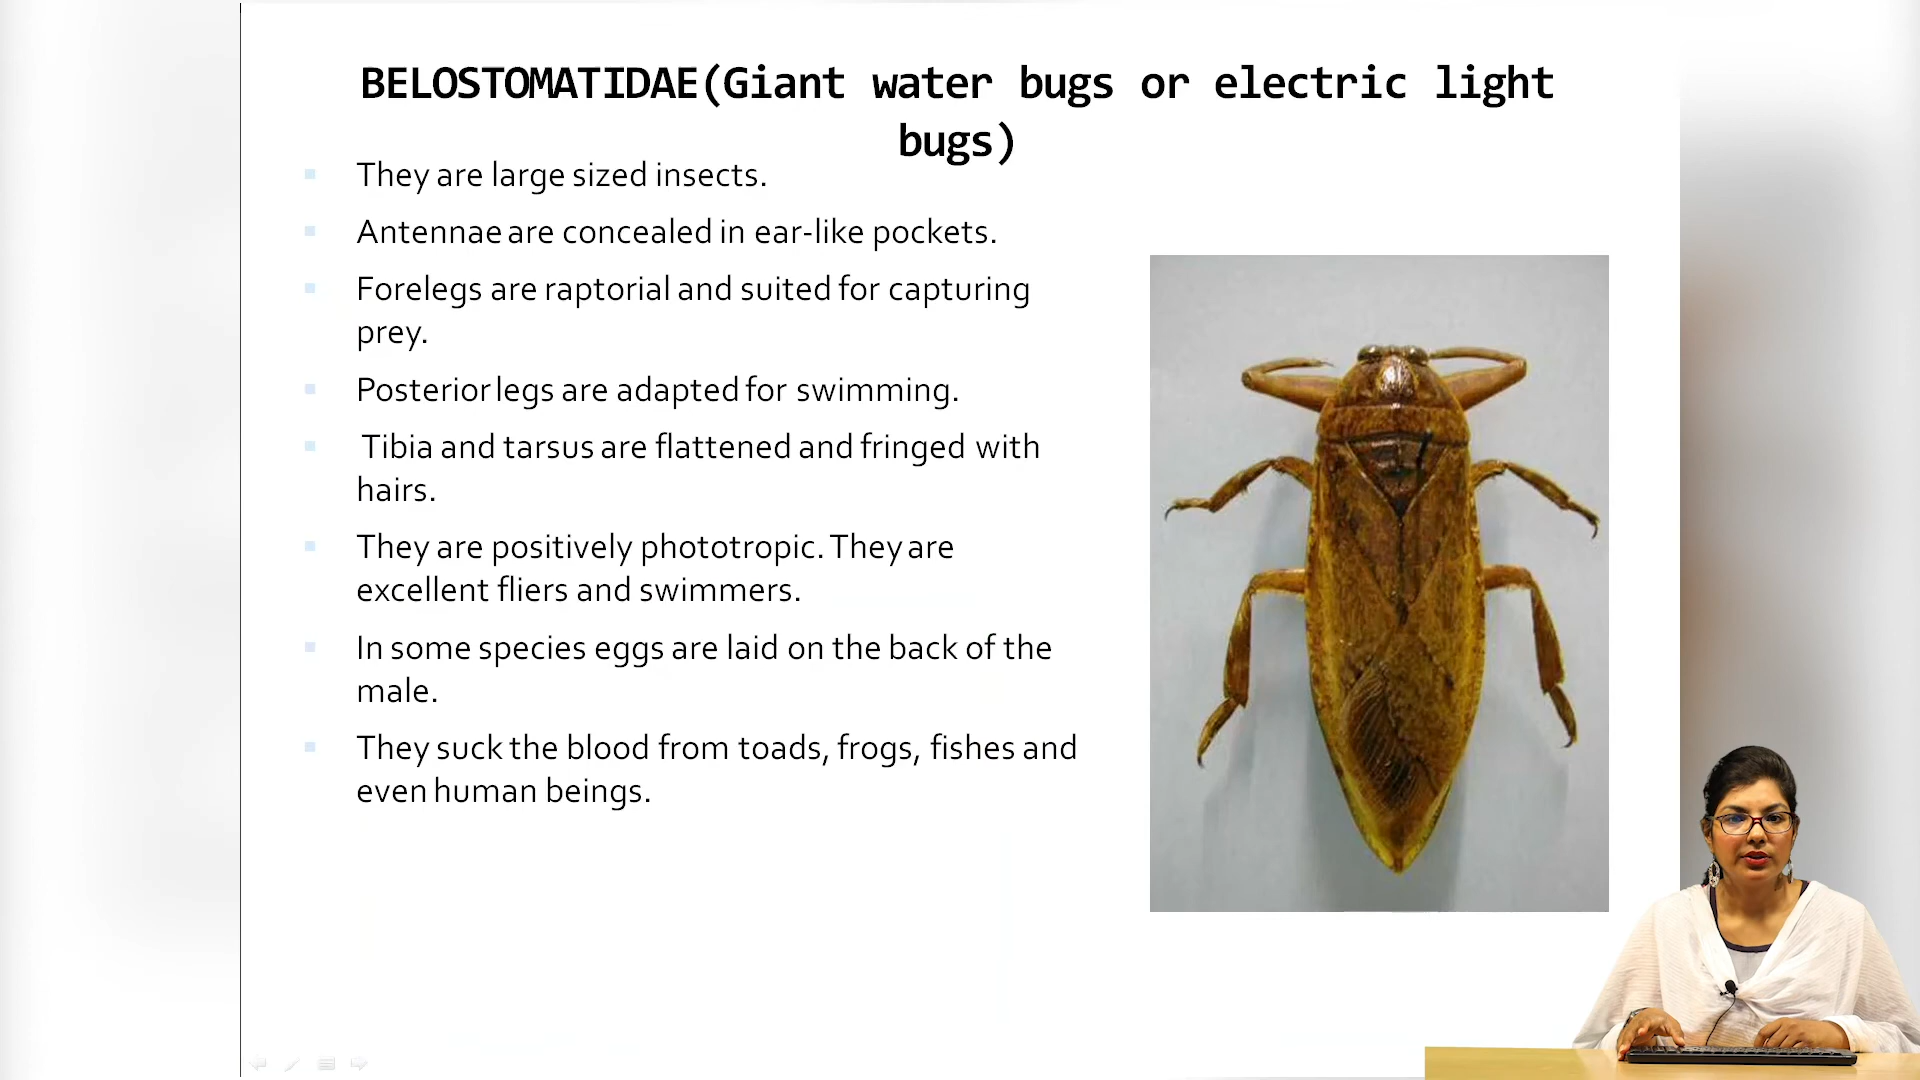 BELOSTOMATIDAE(Giant water bugs or electric light
bugs)
They are large sized insects.
Antennae are concealed in ear-like pockets.
Forelegs are raptorial and suited for capturing
prey.
Posterior legs are adapted for swimming.
Tibia and tarsus are flattened and fringed with
hairs.
They are positively phototropic. They are
excellent fliers and swimmers.
In some species eggs are laid on the back of the
male.
They suck the blood from toads, frogs, fishes and
even human beings.